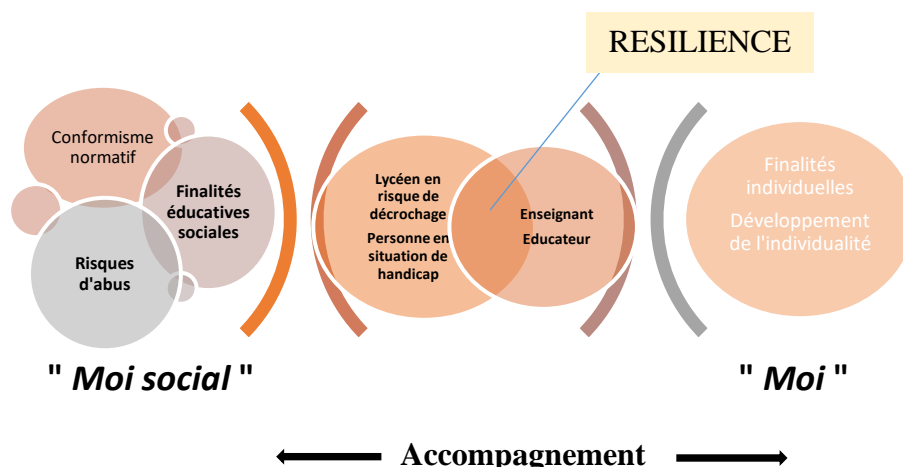 RESILIENCE
Conformisme
normatif
Finalités
éducatives
sociales
Risques
d'abus
Lycéen en
risque de
décrochage
Personne en
situation de
handicap
Enseignant
Educateur
Finalités
individuelles
Développement
de l'individualité
" Moi social "
" Moi "
Accompagnement